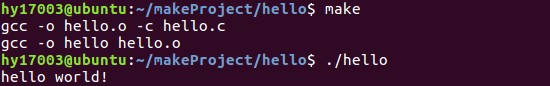 hy17003@ubuntu:~/makeProject/hello$ make
gcc -o hello.o -c hello.c
gcc -o hello hello.o
hy17003@ubuntu:~/makeProject/hello$ ./hello
hello world!